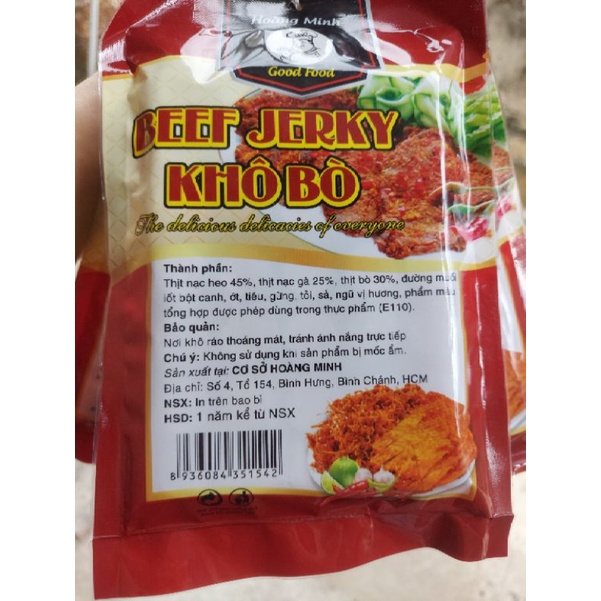 Hoàng Minh
Good Food
BEEF JERKY
KHÔ BÒ
The delicious delicacies of everyone
Thành phần:
Thịt nạc heo 45%, thịt nạc gà 25%, thịt bò 30%, đường muối
lốt bột canh, ớt, tiêu, gừng, tỏi, sả, ngũ vị hương, phẩm màu
tổng hợp được phép dùng trong thực phẩm (E110).
Bảo quản:
Nơi khô ráo thoáng mát, tránh ánh nắng trực tiếp
Chú ý: Không sử dụng khi sản phẩm bị mốc ẩm.
Sản xuất tại: CƠ SỞ HOÀNG MINH
Địa chỉ: Số 4, Tổ 154, Bình Hưng, Bình Chánh, HCM
NSX: In trên bao bì
HSD: 1 năm kể từ NSX
8 936084 351542